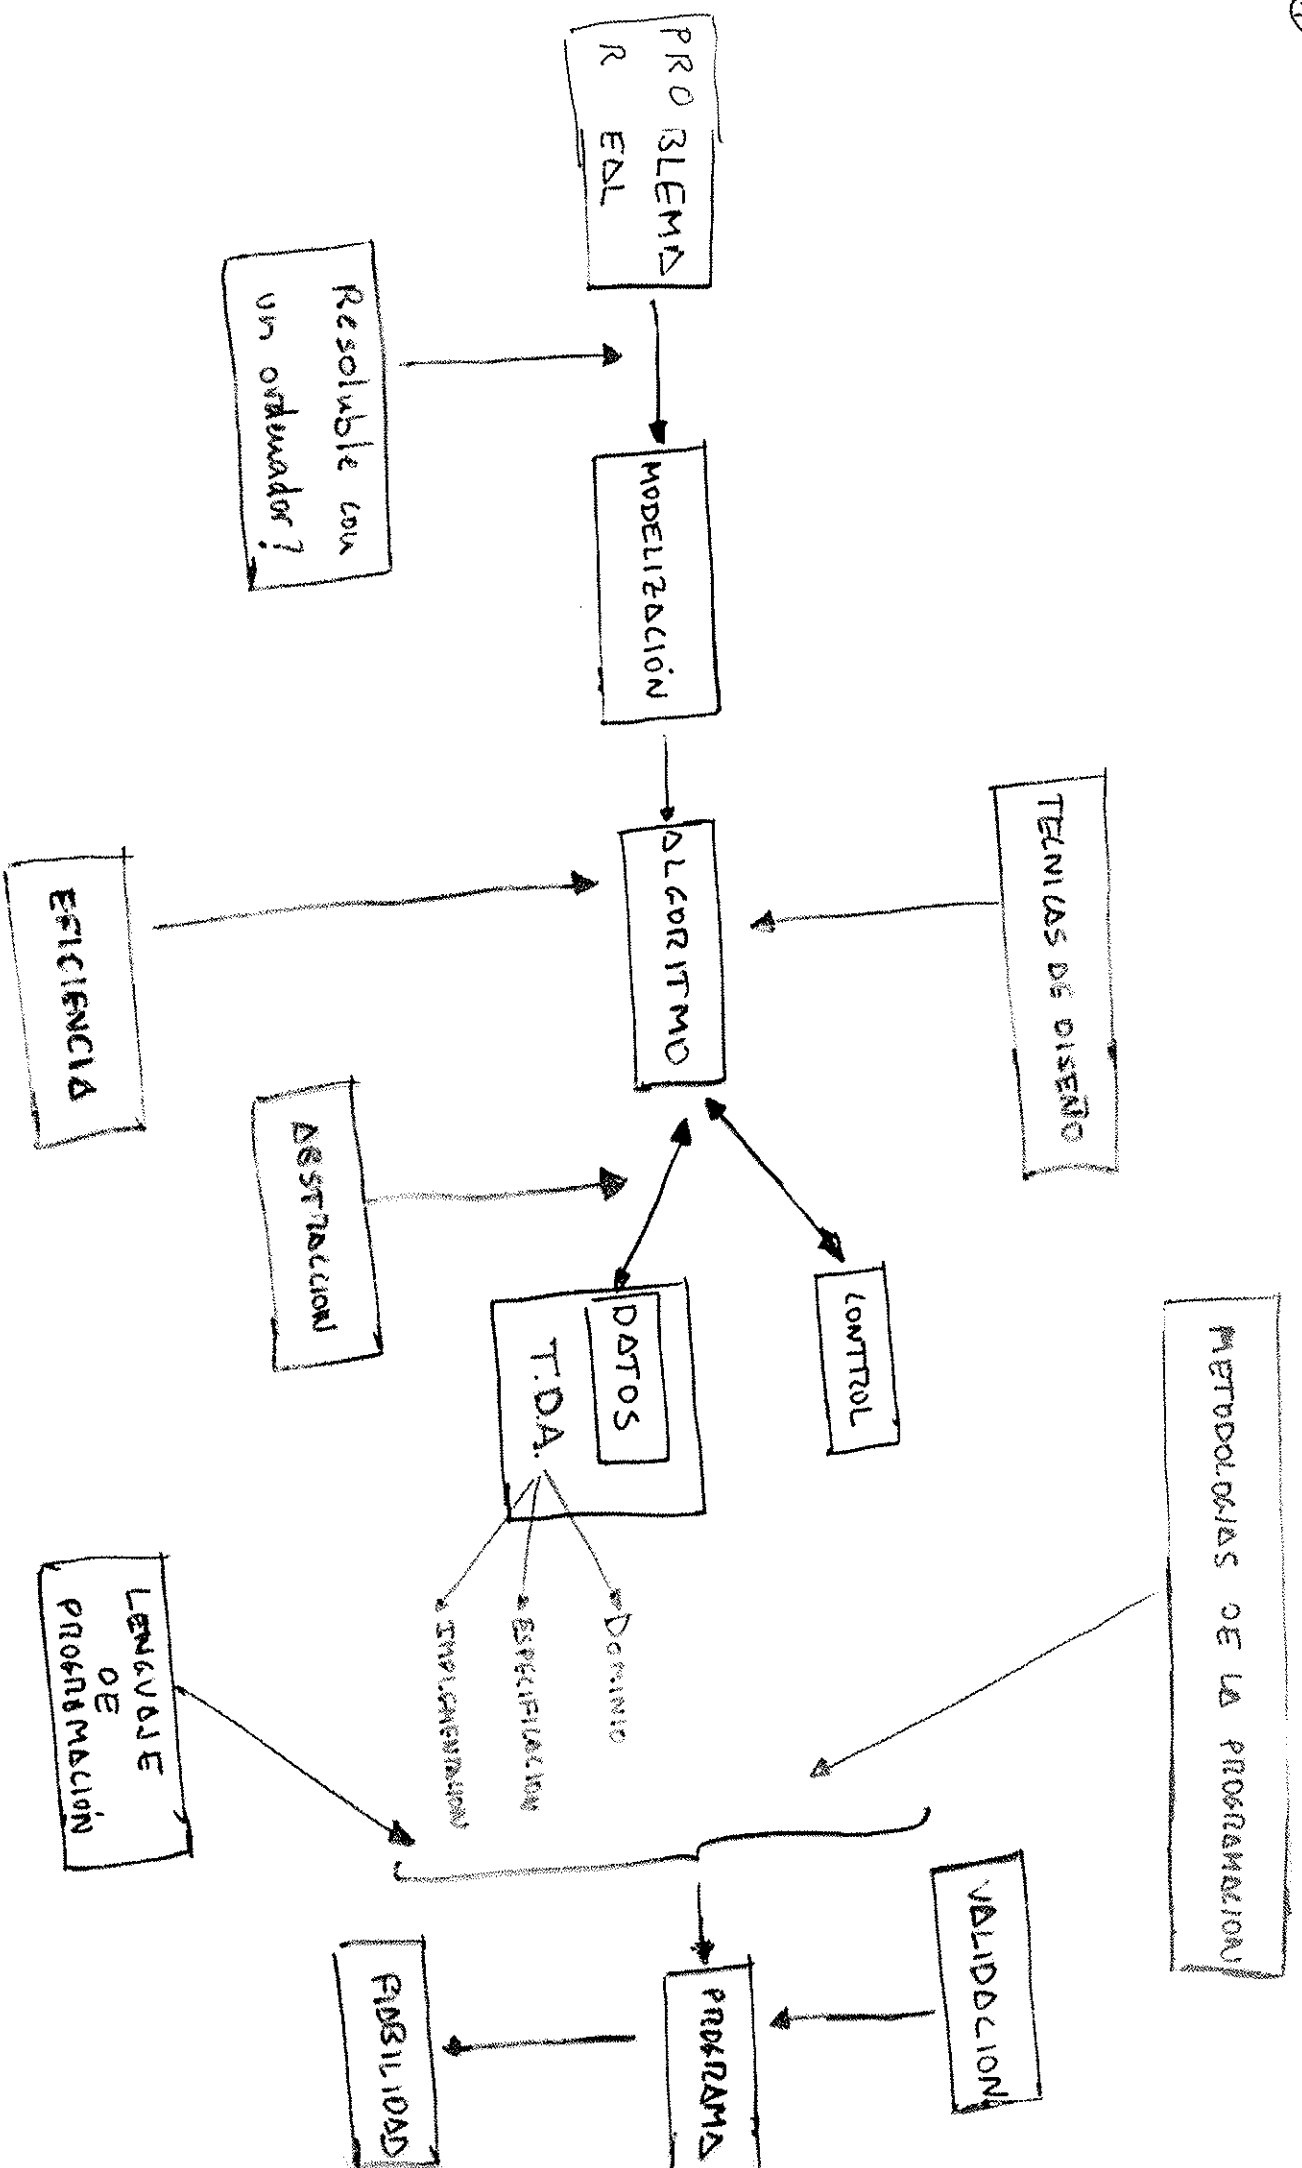 PROBLEMA
REAL
Resoluble con
un ordenador?
MODELIZACIÓN
TECNICAS DE DISEÑO
ALGORITMO
EFICIENCIA
ABSTRACCION
CONTROL
DATOS
T.D.A.
DOMINIO
ESPECIFICACION
IMPLEMENTACION
METODOLOGIAS DE LA PROGRAMACION
LENGUAJE
DE
PROGRAMACIÓN
VALIDACION
PROGRAMA
FIABILIDAD